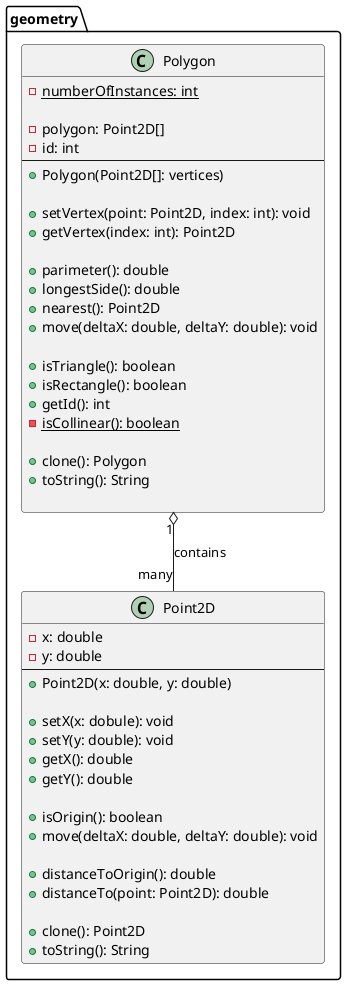 geometry
C Polygon
numberOfInstances: int
polygon: Point2D[]
id: int
Polygon(Point2D[]: vertices)
setVertex(point: Point2D, index: int): void
getVertex(index: int): Point2D
parimeter(): double
longestSide(): double
nearest(): Point2D
move(deltaX: double, deltaY: double): void
isTriangle(): boolean
isRectangle(): boolean
getId(): int
isCollinear(): boolean
clone(): Polygon
toString(): String
1
contains
many
C Point2D
x: double
y: double
Point2D(x: double, y: double)
setX(x: dobule): void
setY(y: double): void
getX(): double
getY(): double
isOrigin(): boolean
move(deltaX: double, deltaY: double): void
distanceToOrigin(): double
distanceTo(point: Point2D): double
clone(): Point2D
toString(): String